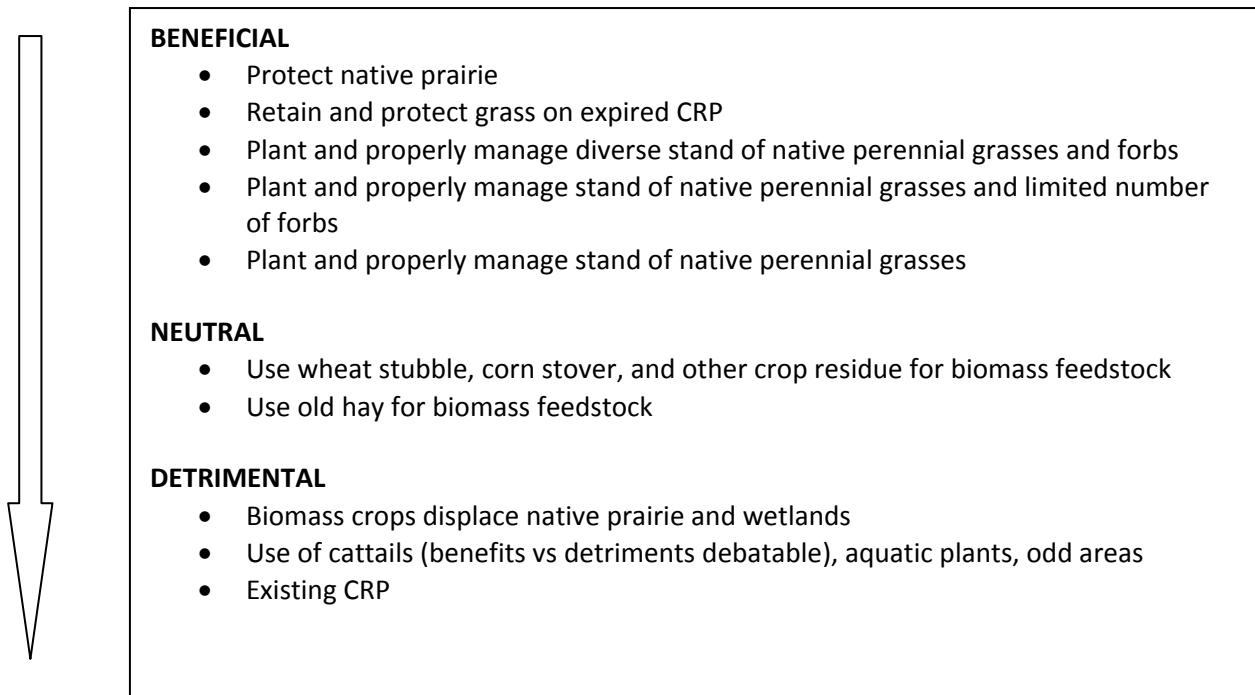 BENEFICIAL
• Protect native prairie
• Retain and protect grass on expired CRP
• Plant and properly manage diverse stand of native perennial grasses and forbs
• Plant and properly manage stand of native perennial grasses and limited number
of forbs
• Plant and properly manage stand of native perennial grasses
NEUTRAL
• Use wheat stubble, corn stover, and other crop residue for biomass feedstock
• Use old hay for biomass feedstock
DETRIMENTAL
• Biomass crops displace native prairie and wetlands
• Use of cattails (benefits vs detriments debatable), aquatic plants, odd areas
• Existing CRP